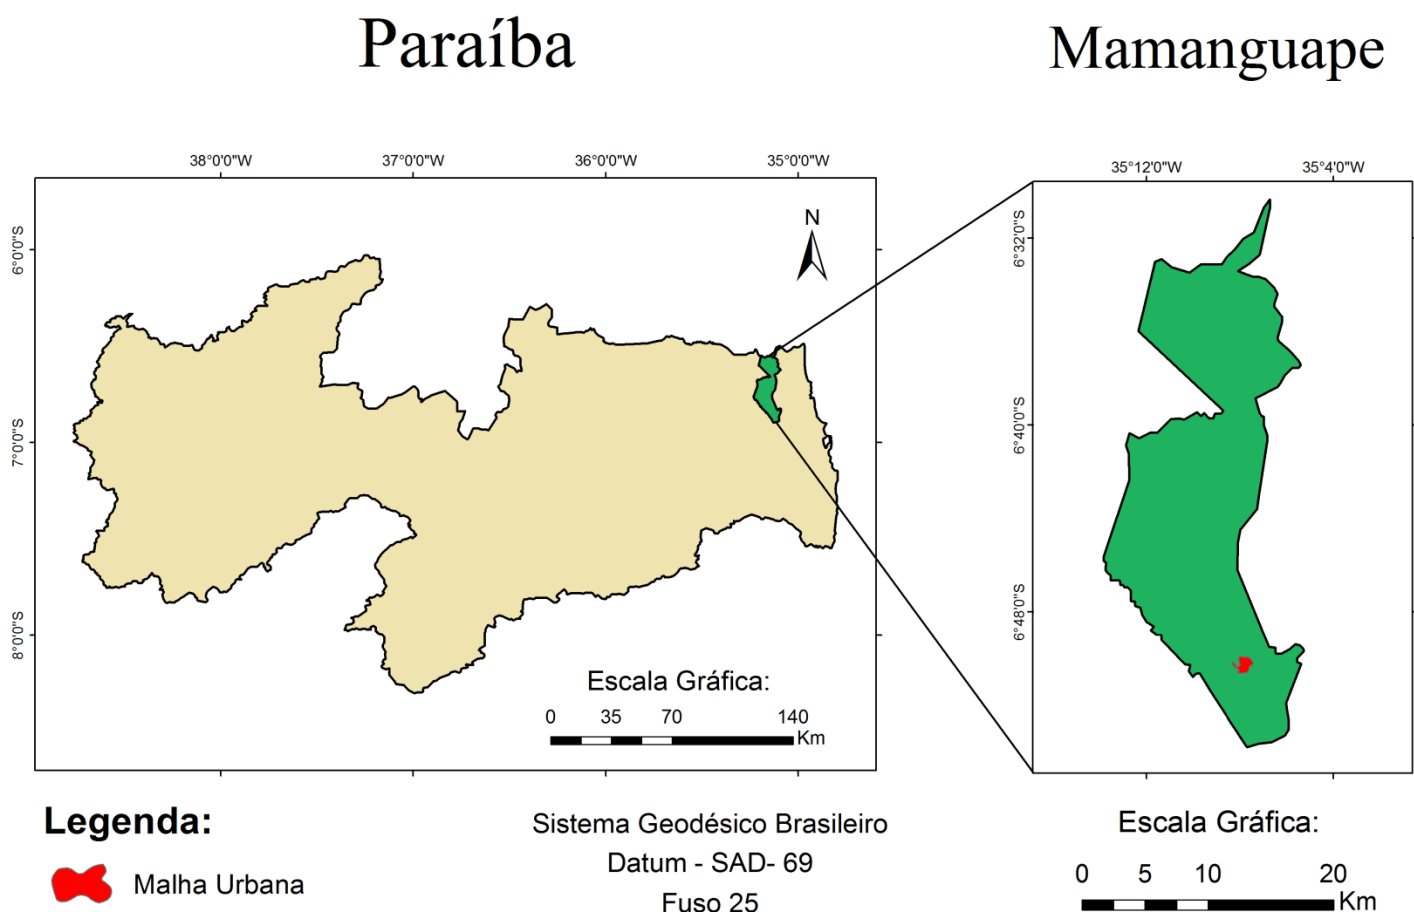 Paraíba
Mamanguape
38°0'0"W 37°0'0"W 36°0'0"W 35°0'0"W
6°0'0"S
7°0'0"S
8°0'0"S
N
Escala Gráfica:
0 35 70 140
Km
35°12'0"W 35°4'0"W
6°32'0"S
6°40'0"S
6°48'0"S
Legenda:
Malha Urbana
Sistema Geodésico Brasileiro
Datum - SAD- 69
Fuso 25
Escala Gráfica:
0 5 10 20
Km